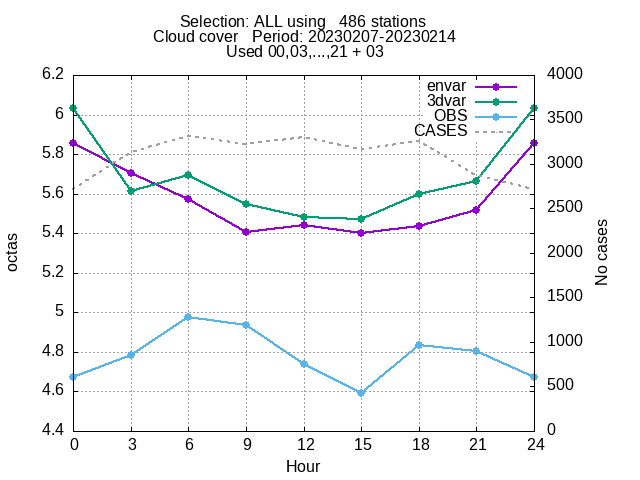 Selection: ALL using   486 stations
Cloud cover   Period: 20230207-20230214
Used 00,03,...,21 + 03
envar
3dvar
OBS
CASES
6.2
6
5.8
5.6
5.4
5.2
5
4.8
4.6
4.4
octas
4000
3500
3000
2500
2000
1500
1000
500
0
No cases
0 3 6 9 12 15 18 21 24
Hour